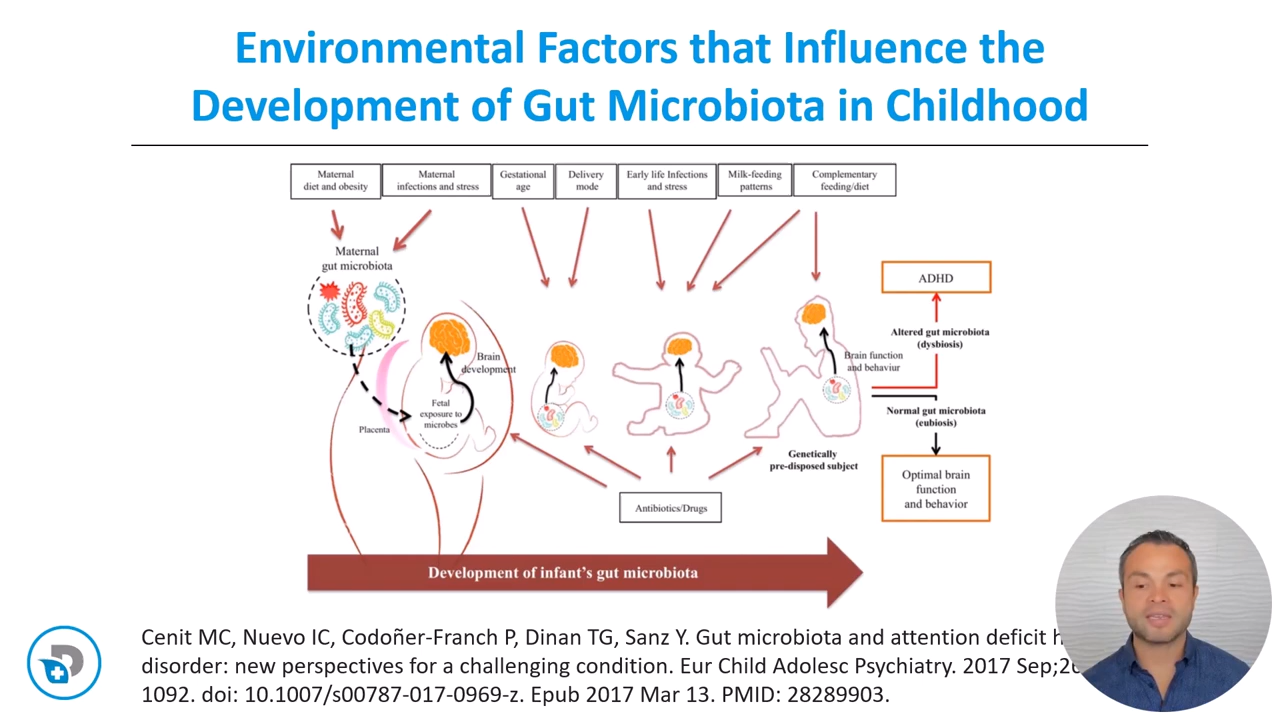 Environmental Factors that Influence the
Development of Gut Microbiota in Childhood
Maternal
diet and obesity
Maternal
infections and stress
Gestational
age
Delivery
mode
Early life Infections
and stress
Milk-feeding
patterns
Complementary
feeding/diet
Maternal
gut microbiota
Brain
development
Fetal
exposure to
microbes
Placenta
Brain function
and behaviur
Genetically
pre-disposed subject
ADHD
Altered gut microbiota
(dysbiosis)
Normal gut microbiota
(eubiosis)
Optimal brain
function
and behavior
Antibiotics/Drugs
Development of infant's gut microbiota
Cenit MC, Nuevo IC, Codoñer-Franch P, Dinan TG, Sanz Y. Gut microbiota and attention deficit
disorder: new perspectives for a challenging condition. Eur Child Adolesc Psychiatry. 2017
1092. doi: 10.1007/s00787-017-0969-z. Epub 2017 Mar 13. PMID: 28289903.